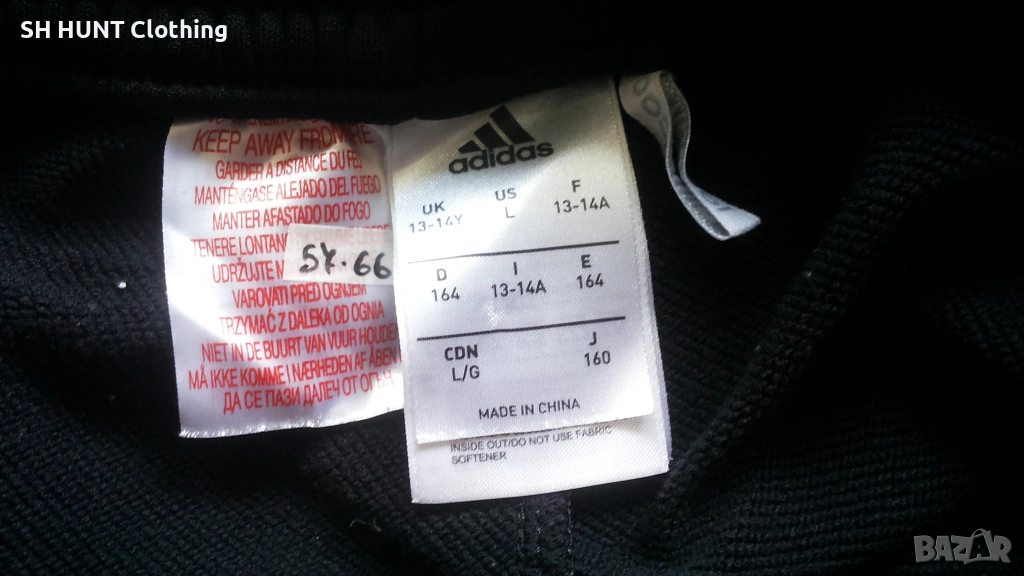 SH HUNT Clothing
KEEP AWAY FROM FIRE
GARDER A DISTANCE DU FEU
MANTÉNGASE ALEJADO DEL FUEGO
MANTER AFASTADO DO FOGO
TENERE LONTAN
UDRŽUJTE
54.66
VAROVATI PRED OGNJEM
TRZYMAĆ Z DALEKA OD OGNIA
NIET IN DE BUURT VAN VUUR HOUDEN
MÅ IKKE KOMME I NÆRHEDEN AF ÅBEN
ДА СЕ ПАЗИ ДАЛЕЧ ОТ ОГЪН
adidas
UK US F
13-14Y L 13-14A
D I E
164 13-14A 164
CDN J
L/G 160
MADE IN CHINA
INSIDE OUT/DO NOT USE FABRIC
SOFTENER
BAZAR